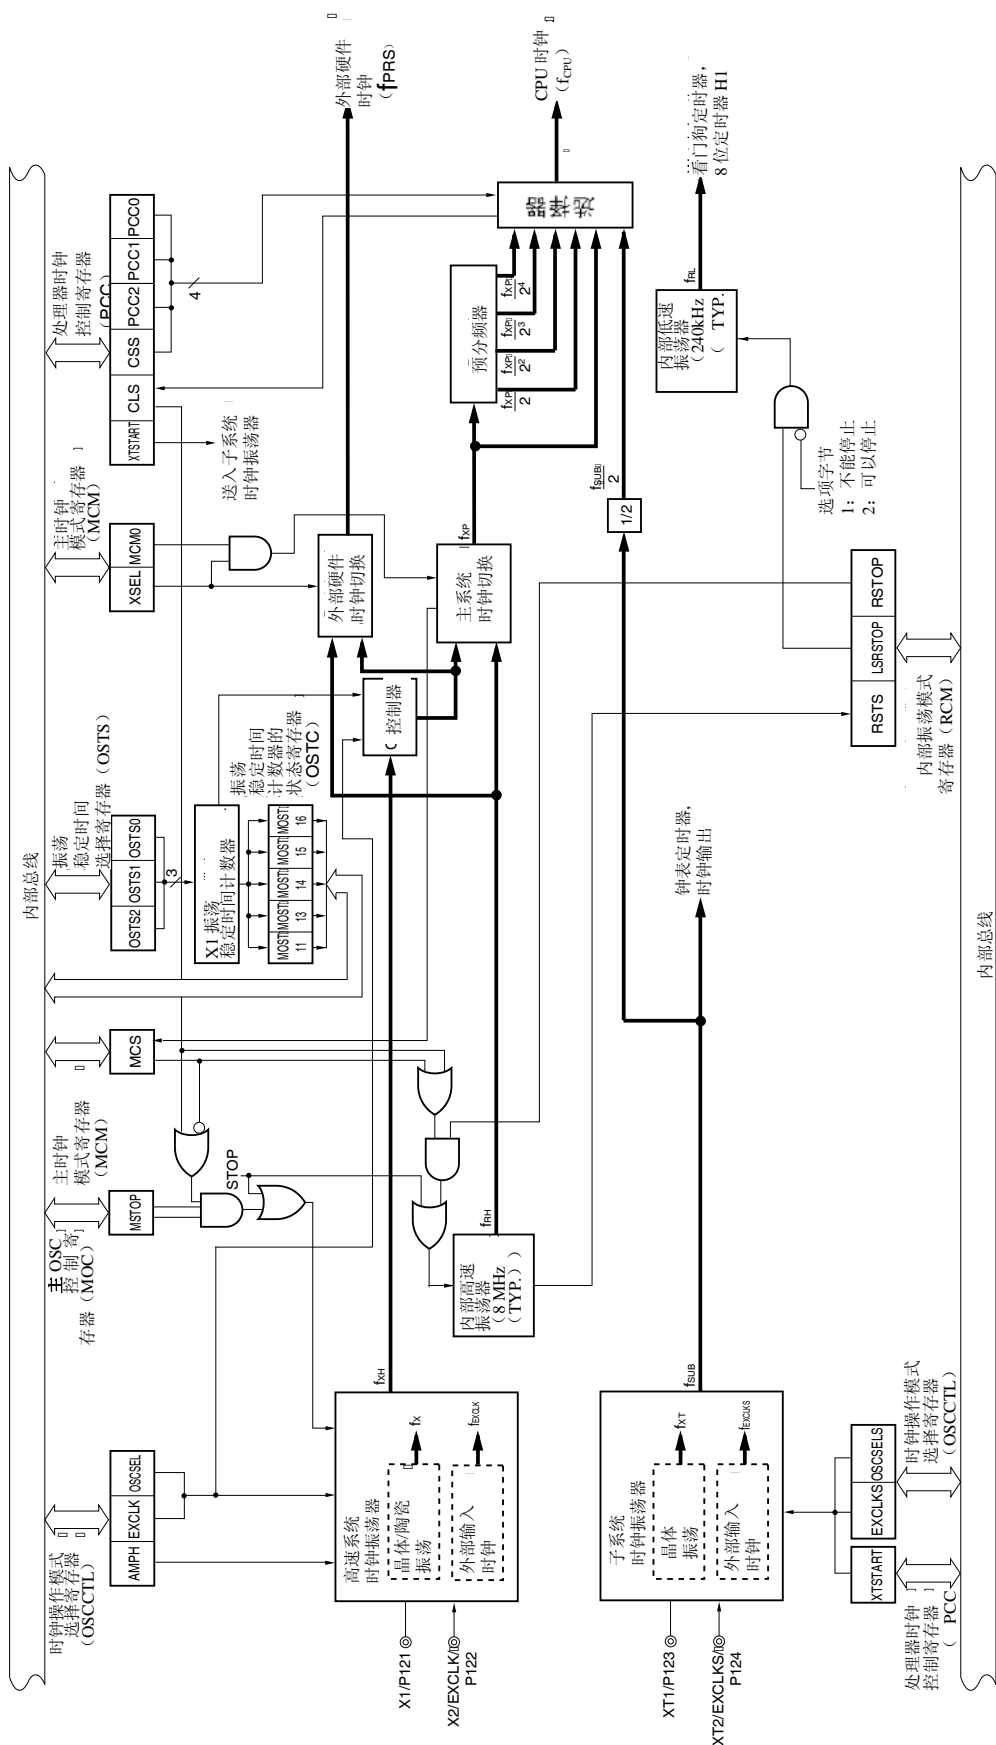 内部总线
时钟操作模式
选择寄存器
(OSCCTL)
AMPH
EXCLK
OSCSEL
主OSC
控制寄
(MOC)
存器
MSTOP
主时钟
模式寄存器
(MCM)
MCS
振荡
稳定时间
选择寄存器(OSTS)
OSTS2
OSTS1
OSTS0
3
主时钟
模式寄存器
(MCM)
XSEL
MCM0
处理器时钟
控制寄存器
(PCC)
XTSTART
CLS
CSS
PCC2
PCC1
PCC0
4
送入子系统
时钟振荡器
STOP
X1振荡
稳定时间计数器
MOST
11
MOST
13
MOST
14
MOST
15
MOST
16
振荡
稳定时间
计数器的
状态寄存器
(OSTC)
控制器
外部硬件
时钟切换
主系统
时钟切换
外部硬件
时钟
(fPRS)
X1/P121
X2/EXCLK/
P122
高速系统
时钟振荡器
晶体/陶瓷
振荡
fX
外部输入
时钟
fEXCLK
fXH
内部高速
振荡器
(8 MHz
(TYP.))
fRH
fXP
预分频器
fXP
2
fXP
2²
fXP
2³
fXP
2⁴
选择器
CPU时钟
(fCPU)
XT1/P123
XT2/EXCLKS/
P124
子系统
时钟振荡器
晶体
振荡
fXT
外部输入
时钟
fEXCLKS
fSUB
1/2
fSUB
2
钟表定时器,
时钟输出
内部低速
振荡器
(240kHz
( TYP.
fRL
看门狗定时器,
8位定时器 H1
选项字节
1: 不能停止
2: 可以停止
XTSTART
EXCLKS
OSCSELS
处理器时钟
控制寄存器
( PCC
时钟操作模式
选择寄存器
(OSCCTL)
RSTS
LSRSTOP
RSTOP
内部振荡模式
寄存器(RCM)
内部总线